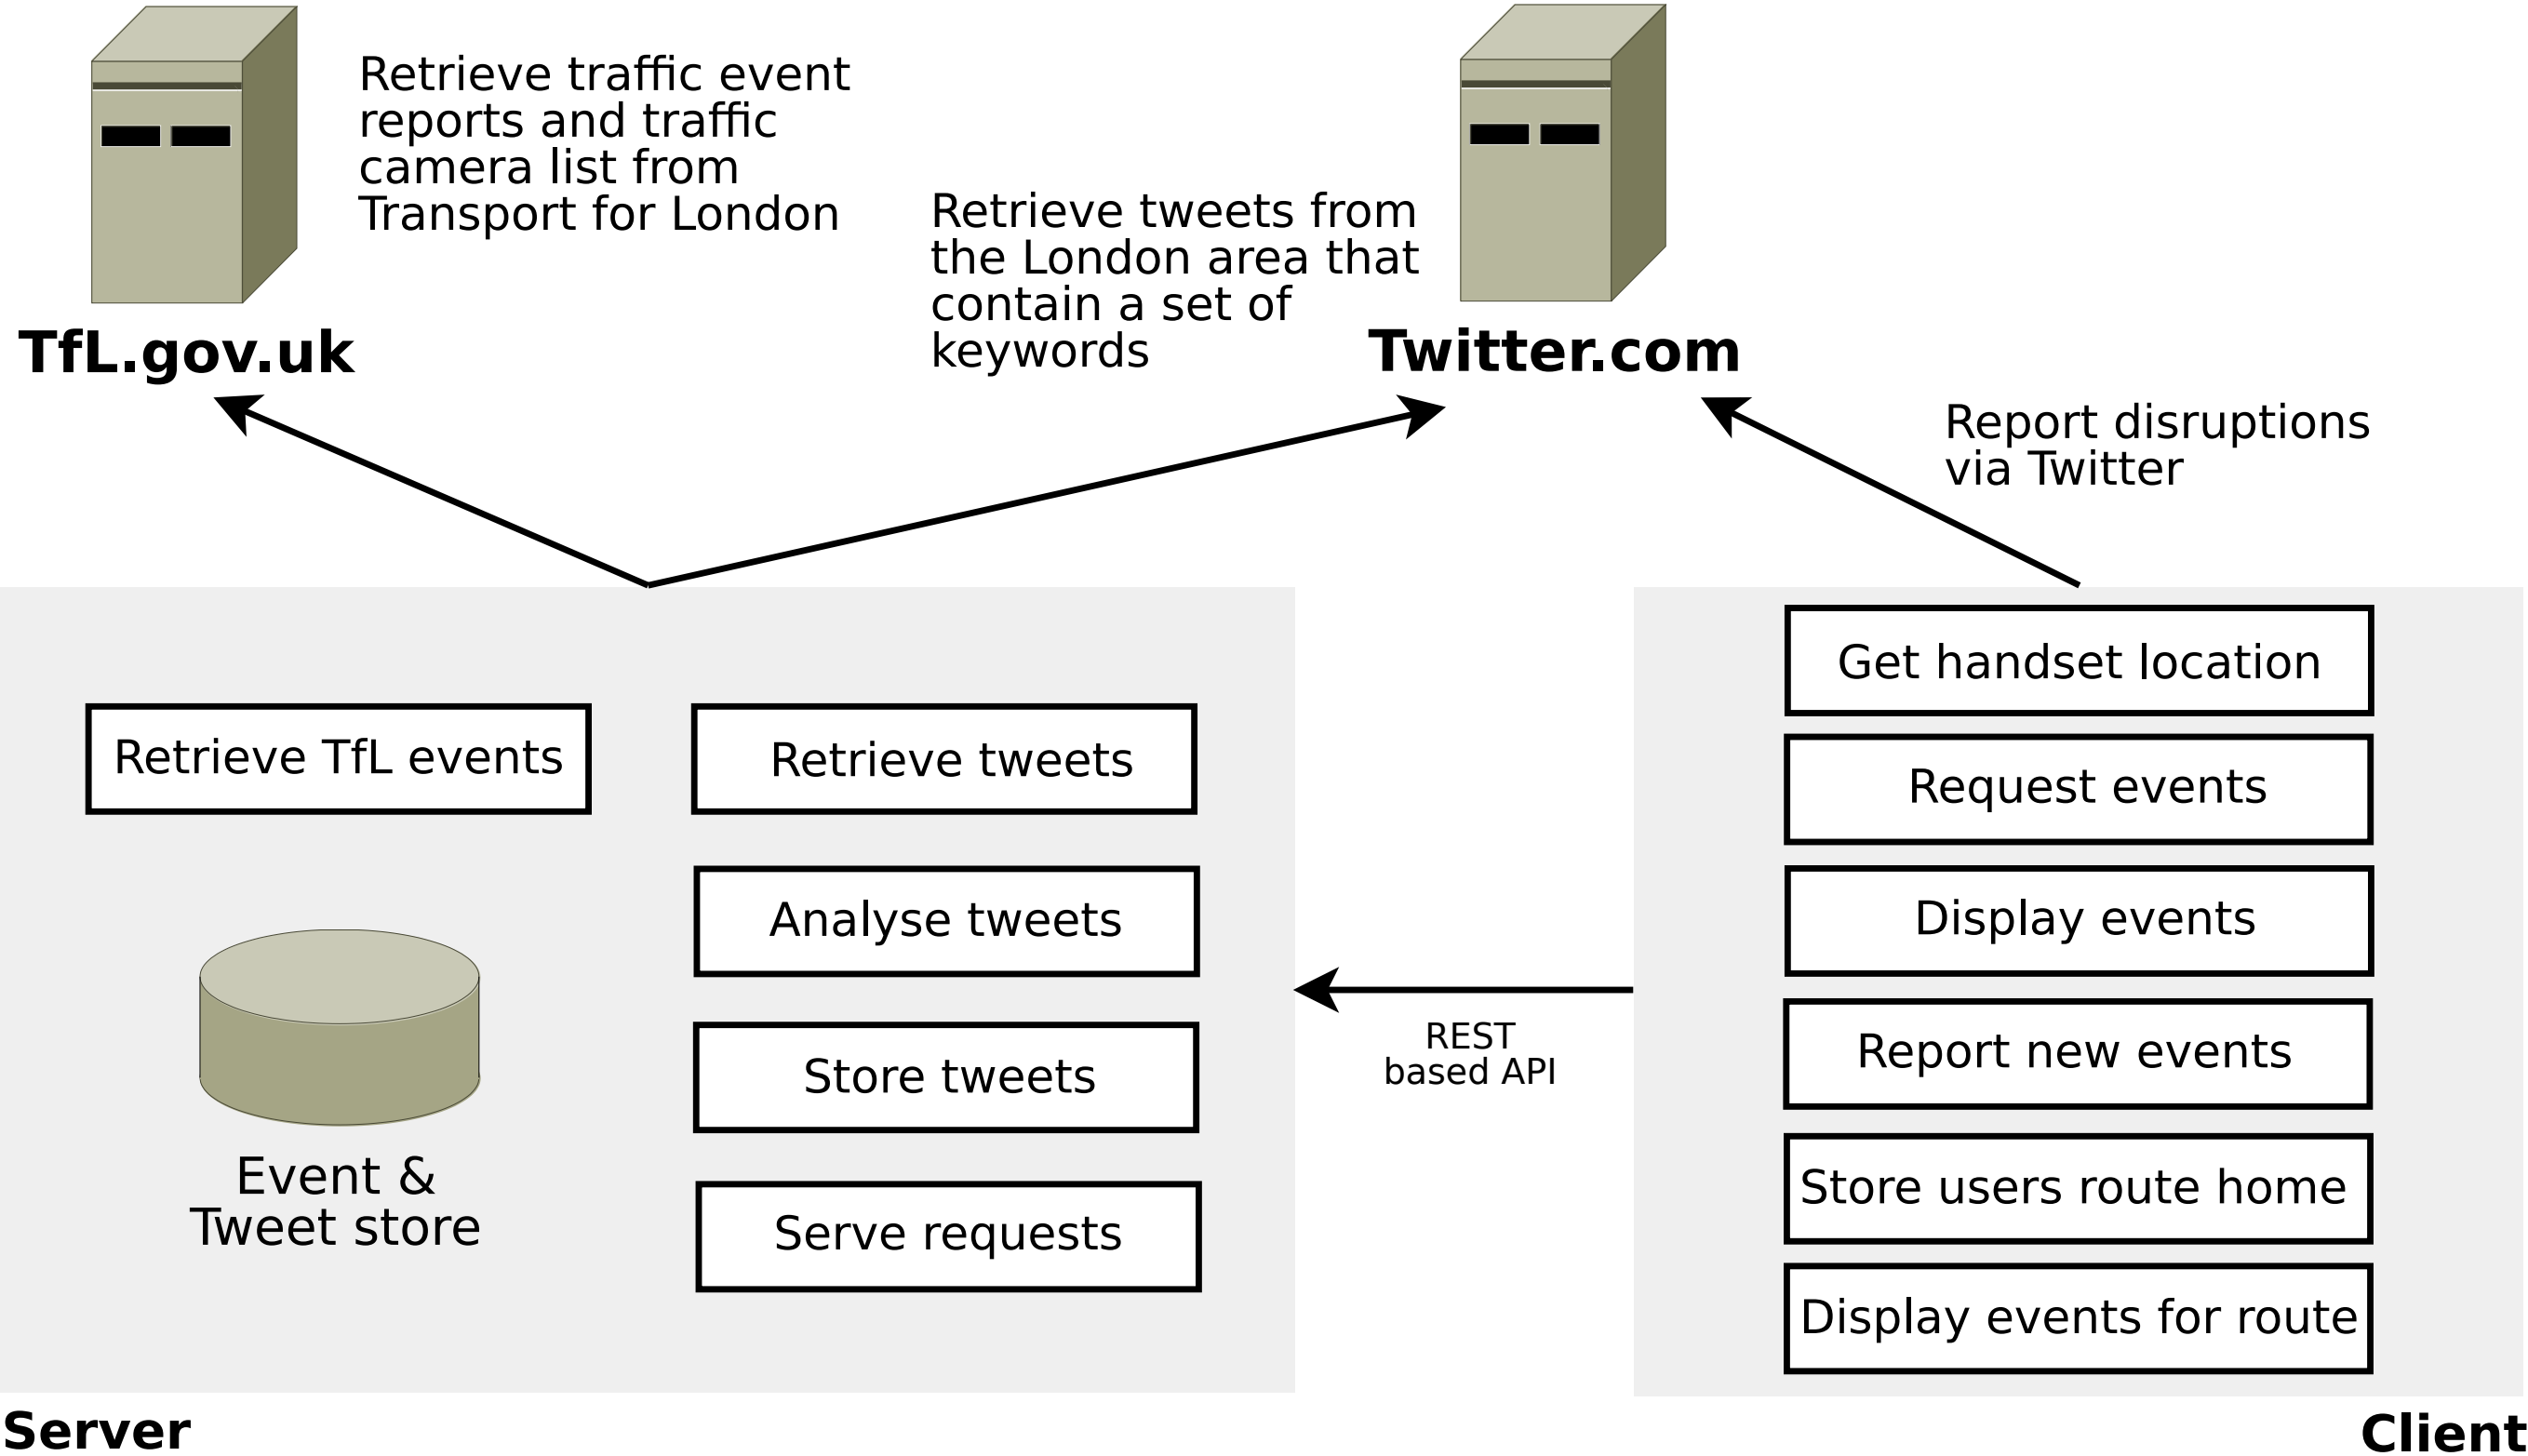 Retrieve traffic event
reports and traffic
camera list from
Transport for London
TfL.gov.uk
Retrieve tweets from
the London area that
contain a set of
keywords
Twitter.com
Report disruptions
via Twitter
Retrieve TfL events
Event &
Tweet store
Retrieve tweets
Analyse tweets
Store tweets
Serve requests
Server
REST
based API
Get handset location
Request events
Display events
Report new events
Store users route home
Display events for route
Client